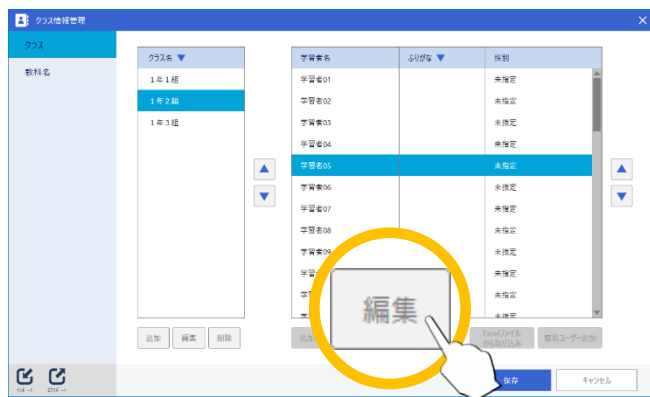 クラス情報管理
クラス
教科名
クラス名 ▼
1年1組
1年2組
1年3組
追加 編集 削除
学習者名 ふりがな ▼ 性別
学習者01 未指定
学習者02 未指定
学習者03 未指定
学習者04 未指定
学習者05 未指定
学習者06 未指定
学習者07 未指定
学習者08 未指定
学習者09 未指定
未指定
未指定
未指定
編集
追加
Excelファイル
から取り込み
簡易ユーザー追加
保存 キャンセル